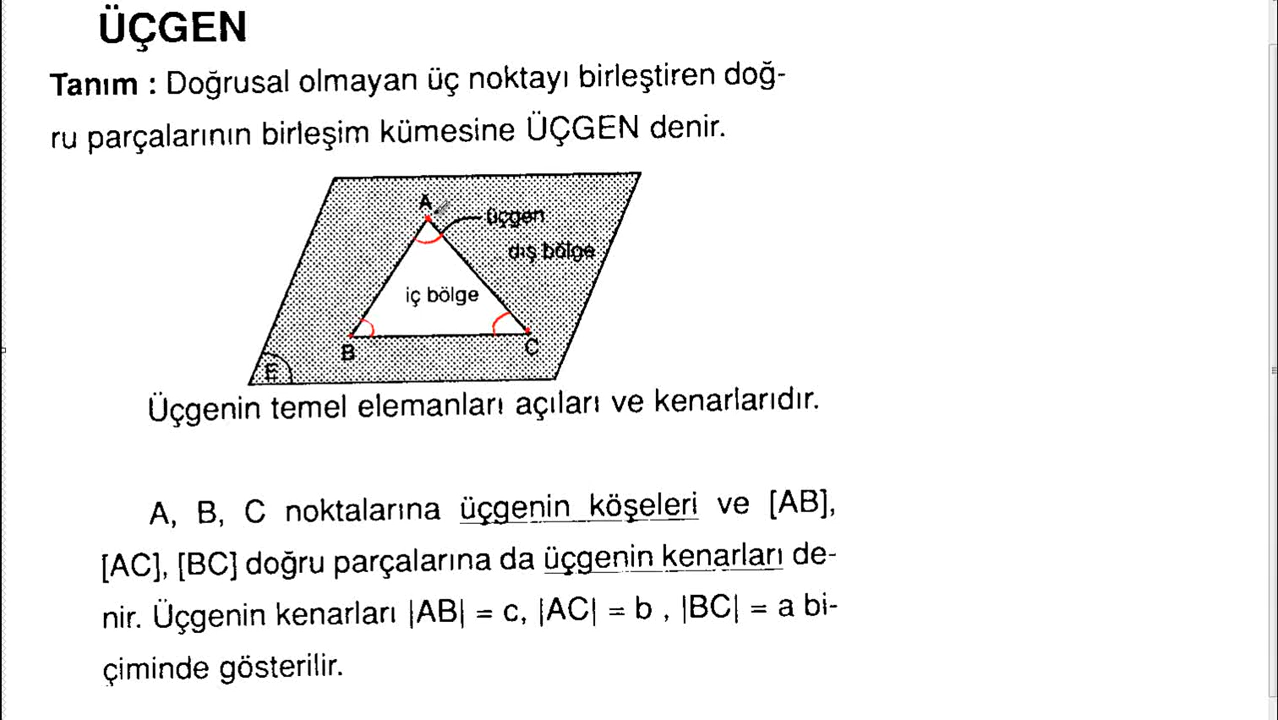 ÜÇGEN
Tanım : Doğrusal olmayan üç noktayı birleştiren doğ-
ru parçalarının birleşim kümesine ÜÇGEN denir.
A
üçgen
dış bölge
iç bölge
B
C
E
Üçgenin temel elemanları açıları ve kenarlarıdır.
A, B, C noktalarına üçgenin köşeleri ve [AB],
[AC], [BC] doğru parçalarına da üçgenin kenarları de-
nir. Üçgenin kenarları |AB| = c, |AC| = b , |BC| = a bi-
çiminde gösterilir.